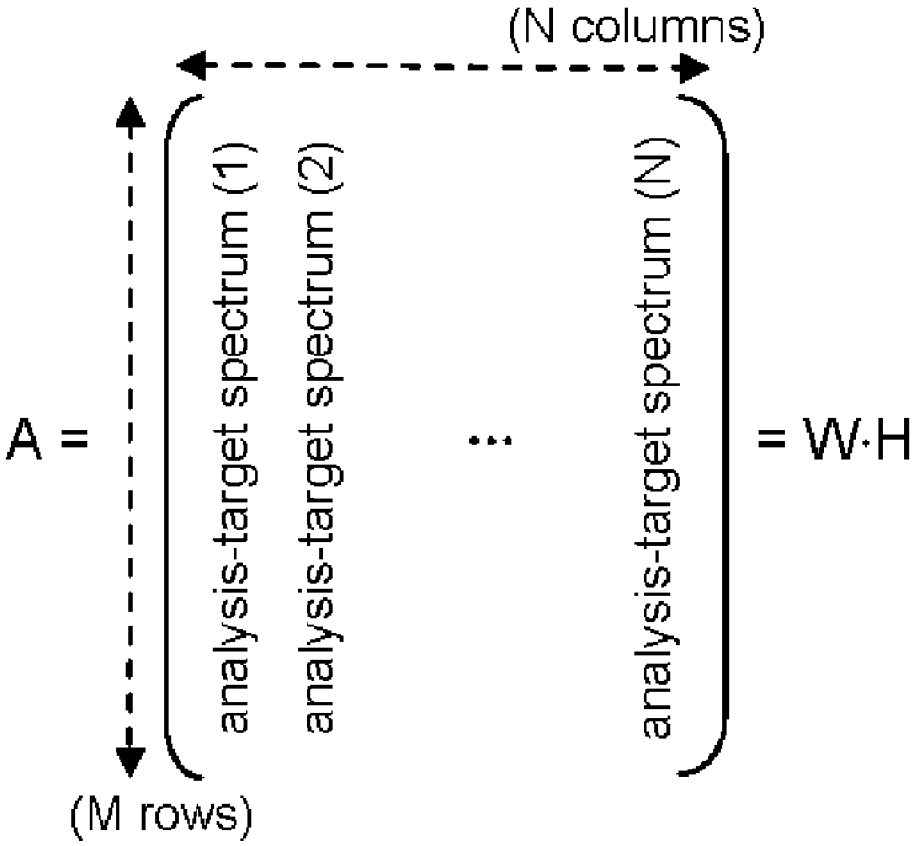 (N columns)
A =
analysis-target spectrum (1)
analysis-target spectrum (2)
...
analysis-target spectrum (N)
= W·H
(M rows)